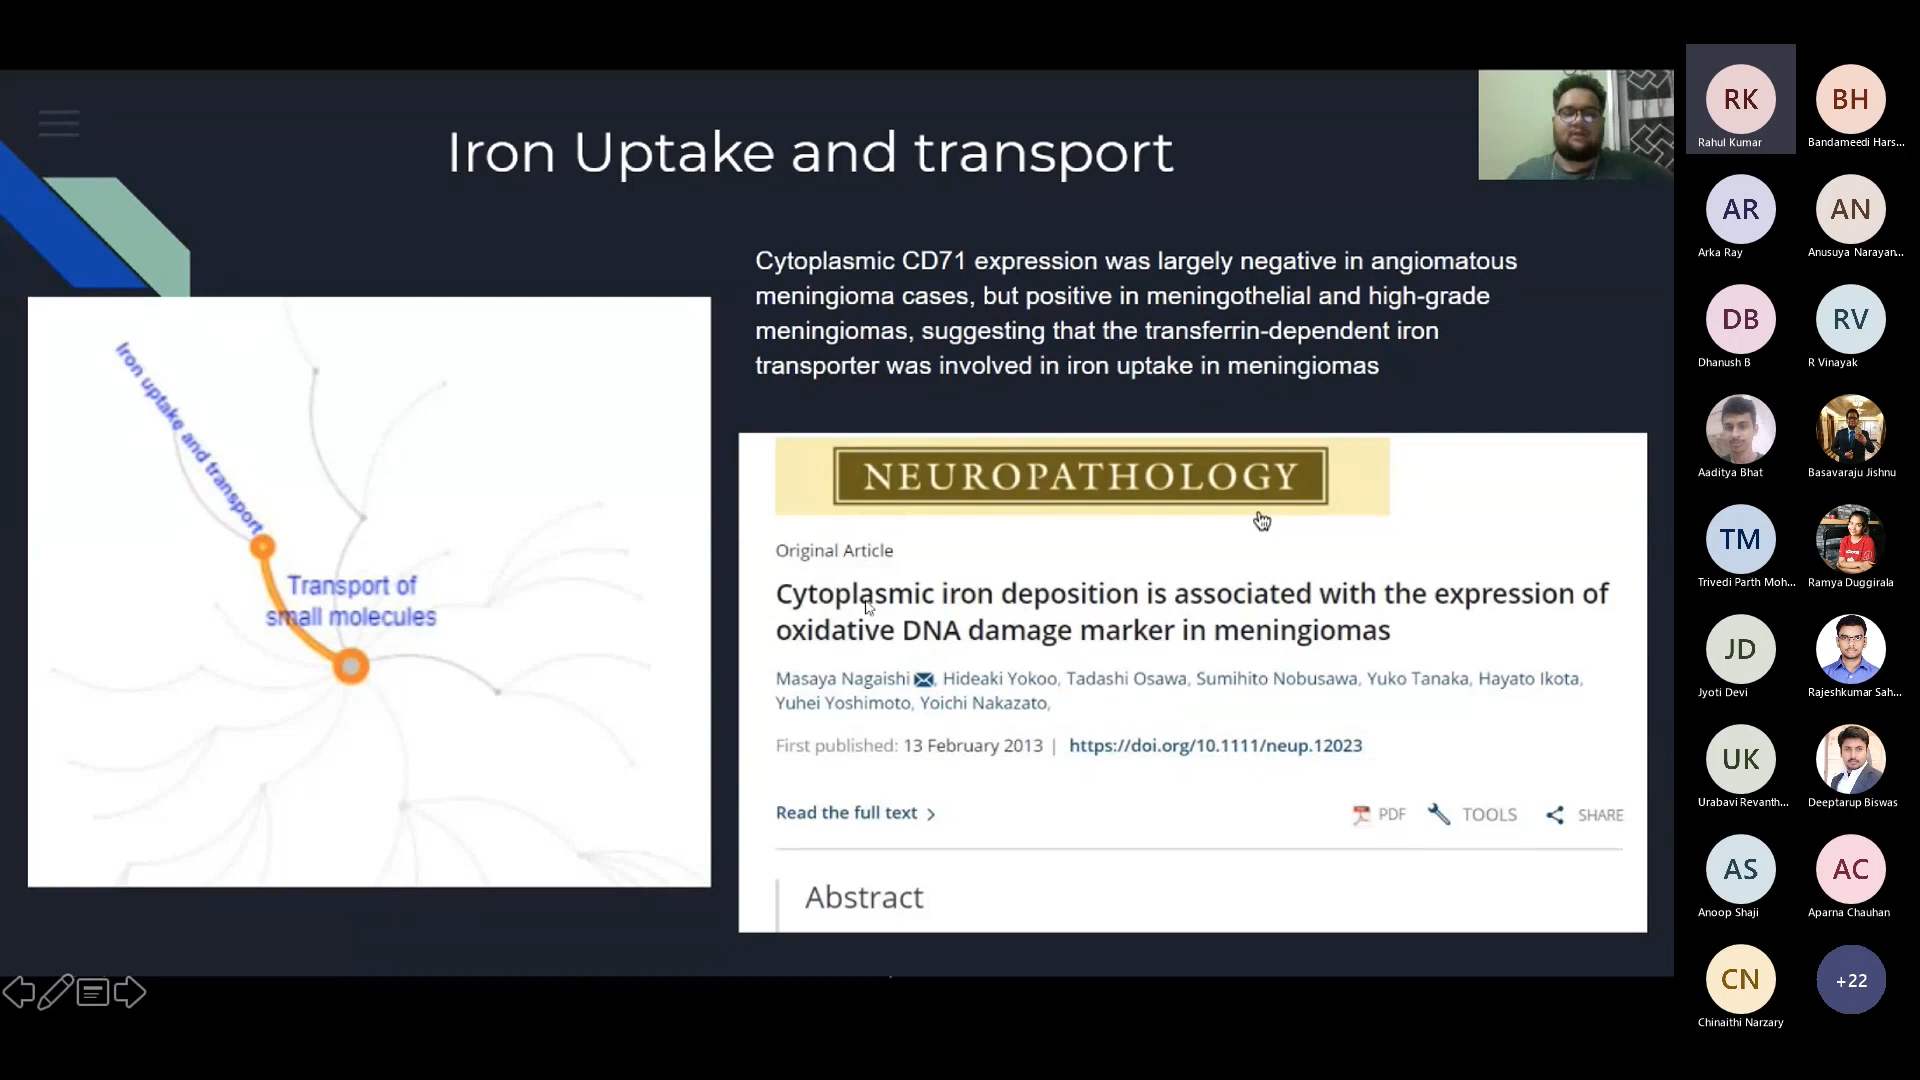 Iron Uptake and transport
Cytoplasmic CD71 expression was largely negative in angiomatous
meningioma cases, but positive in meningothelial and high-grade
meningiomas, suggesting that the transferrin-dependent iron
transporter was involved in iron uptake in meningiomas
Iron uptake and transport
Transport of
small molecules
NEUROPATHOLOGY
Original Article
Cytoplasmic iron deposition is associated with the expression of
oxidative DNA damage marker in meningiomas
Masaya Nagaishi, Hideaki Yokoo, Tadashi Osawa, Sumihito Nobusawa, Yuko Tanaka, Hayato Ikota,
Yuhei Yoshimoto, Yoichi Nakazato,
First published: 13 February 2013 | https://doi.org/10.1111/neup.12023
Read the full text >
PDF TOOLS SHARE
Abstract
RK BH
Rahul Kumar Bandameedi Hars...
AR AN
Arka Ray Anusuya Narayan...
DB RV
Dhanush B R Vinayak
Aaditya Bhat Basavaraju Jishnu
TM
Trivedi Parth Moh... Ramya Duggirala
JD
Jyoti Devi Rajeshkumar Sah...
UK
Urabavi Revanth... Deeptarup Biswas
AS AC
Anoop Shaji Aparna Chauhan
CN +22
Chinaithi Narzary